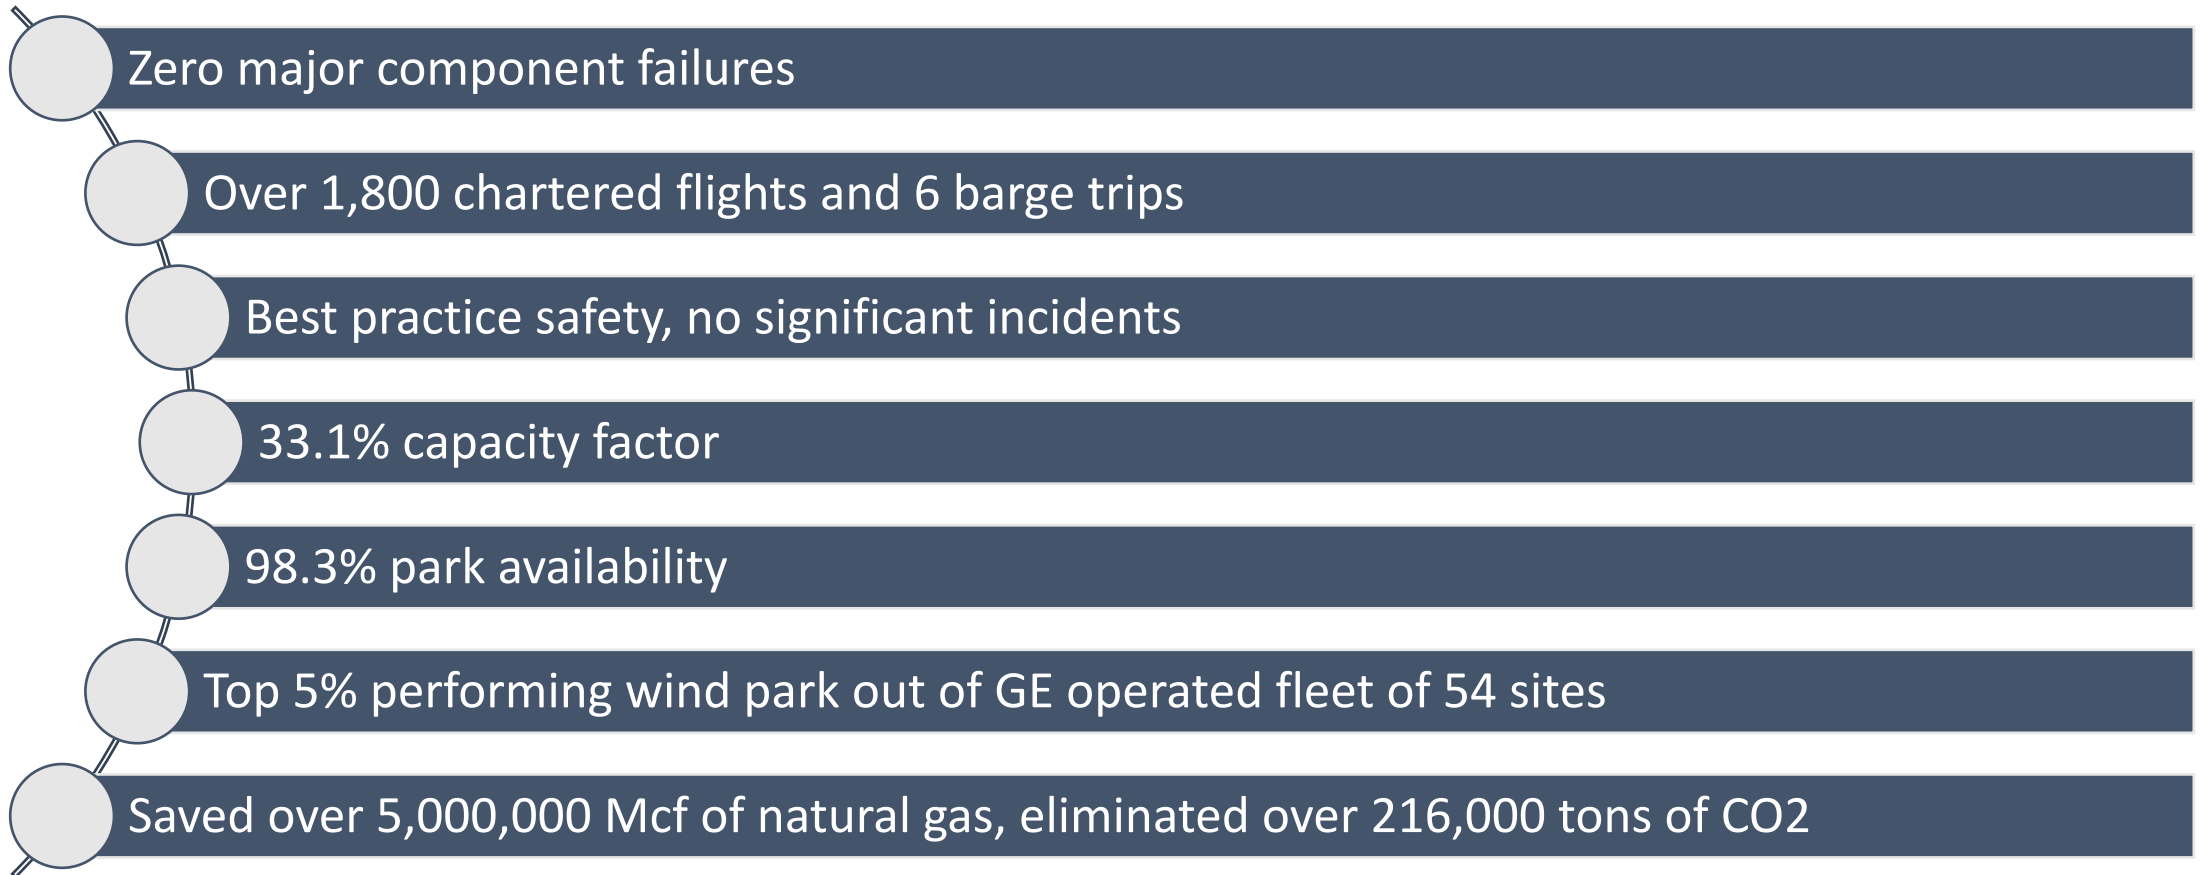 Zero major component failures
Over 1,800 chartered flights and 6 barge trips
Best practice safety, no significant incidents
33.1% capacity factor
98.3% park availability
Top 5% performing wind park out of GE operated fleet of 54 sites
Saved over 5,000,000 Mcf of natural gas, eliminated over 216,000 tons of CO2